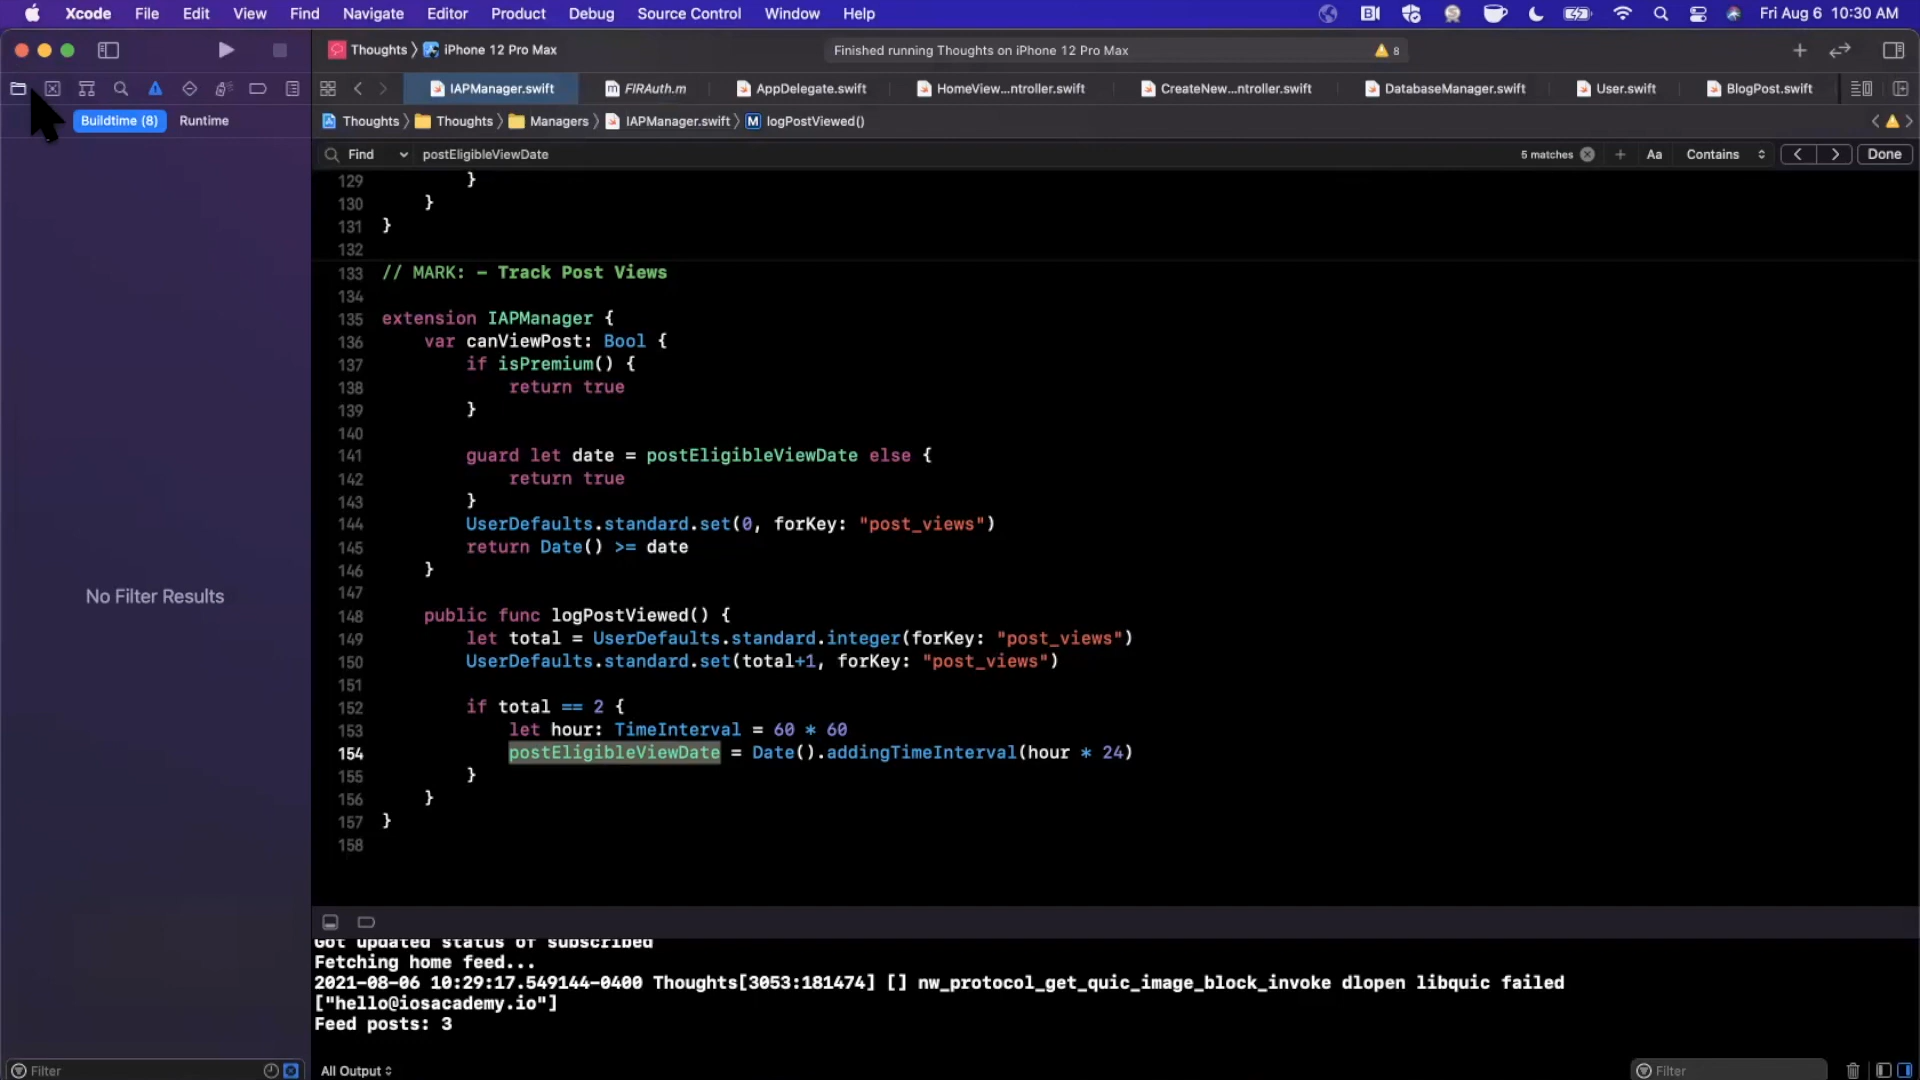 Xcode File Edit View Find Navigate Editor Product Debug Source Control Window Help Fri Aug 6 10:30 AM
Thoughts iPhone 12 Pro Max Finished running Thoughts on iPhone 12 Pro Max 8
IAPManager.swift FIRAuth.m AppDelegate.swift HomeView...ntroller.swift CreateNew...ntroller.swift DatabaseManager.swift User.swift BlogPost.swift
Buildtime (8) Runtime
Thoughts Thoughts Managers IAPManager.swift M logPostViewed()
Find postEligibleViewDate 5 matches Aa Contains Done
129 }
130 }
131 }
132
133 // MARK: - Track Post Views
134
135 extension IAPManager {
136 var canViewPost: Bool {
137 if isPremium() {
138 return true
139 }
140
141 guard let date = postEligibleViewDate else {
142 return true
143 }
144 UserDefaults.standard.set(0, forKey: "post_views")
145 return Date() >= date
146 }
147
148 public func logPostViewed() {
149 let total = UserDefaults.standard.integer(forKey: "post_views")
150 UserDefaults.standard.set(total+1, forKey: "post_views")
151
152 if total == 2 {
153 let hour: TimeInterval = 60 * 60
154 postEligibleViewDate = Date().addingTimeInterval(hour * 24)
155 }
156 }
157 }
158
No Filter Results
Got updated status of subscribed
Fetching home feed...
2021-08-06 10:29:17.549144-0400 Thoughts[3053:181474] [] nw_protocol_get_quic_image_block_invoke dlopen libquic failed
["hello@iosacademy.io"]
Feed posts: 3
Filter All Output Filter